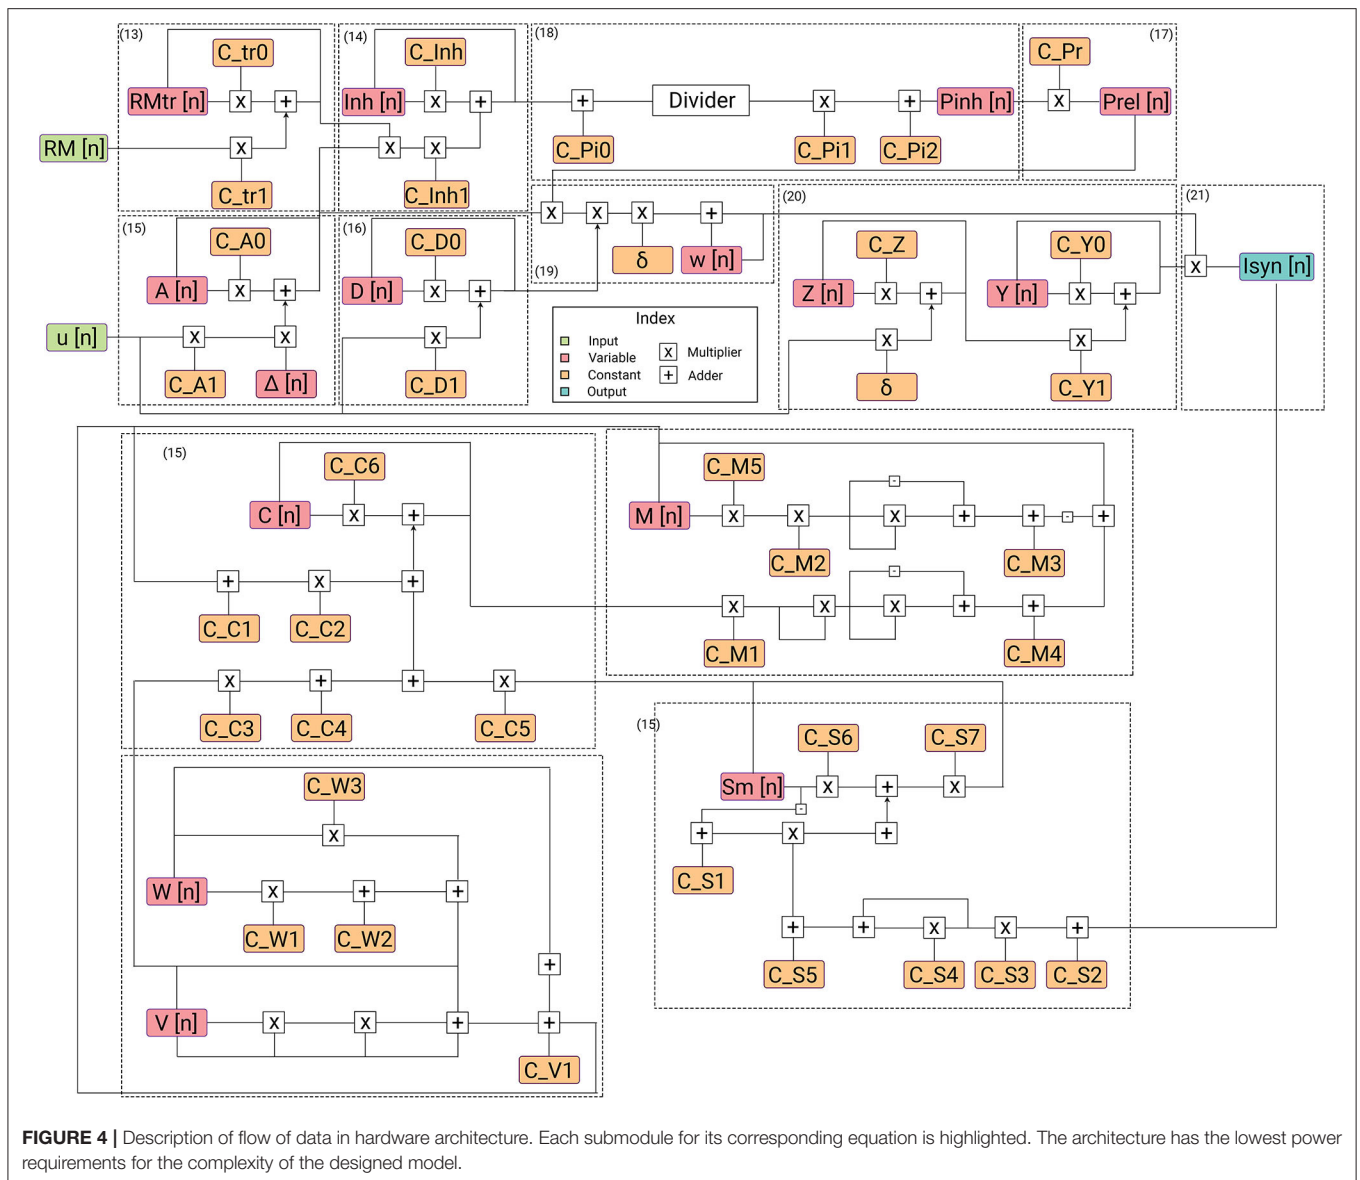 (13)
C_tr0
RMtr [n]
X
+
RM [n]
X
C_tr1
(14)
C_Inh
Inh [n]
X
+
X
X
C_Inh1
(18)
+
Divider
X
+
Pinh [n]
C_Pi0
C_Pi1
C_Pi2
(17)
C_Pr
X
Prel [n]
(15)
C_A0
A [n]
X
+
u [n]
X
X
C_A1
Δ [n]
(16)
C_D0
D [n]
X
+
X
C_D1
X
X
X
+
(19)
δ
w [n]
Index
Input
Variable
Constant
Output
X
Multiplier
+
Adder
(20)
C_Z
Z [n]
X
+
X
δ
C_Y0
Y [n]
X
+
X
C_Y1
(21)
X
Isyn [n]
(15)
C_C6
C [n]
X
+
+
X
+
C_C1
C_C2
X
+
+
X
C_C3
C_C4
C_C5
C_M5
M [n]
X
X
-
X
+
+
-
+
C_M2
C_M3
-
X
X
X
+
+
C_M1
C_M4
(15)
C_S6
C_S7
Sm [n]
X
+
X
-
+
X
+
C_S1
+
+
X
X
+
C_S5
C_S4
C_S3
C_S2
C_W3
X
W [n]
X
+
+
C_W1
C_W2
+
V [n]
X
X
+
+
C_V1
FIGURE 4 | Description of flow of data in hardware architecture. Each submodule for its corresponding equation is highlighted. The architecture has the lowest power
requirements for the complexity of the designed model.